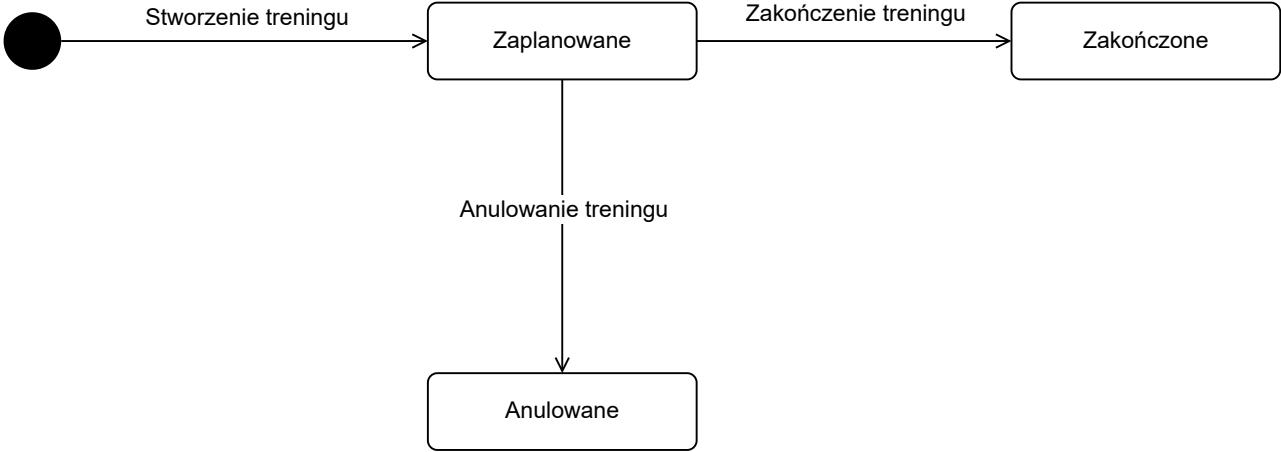 Stworzenie treningu
Zaplanowane
Zakończenie treningu
Zakończone
Anulowanie treningu
Anulowane